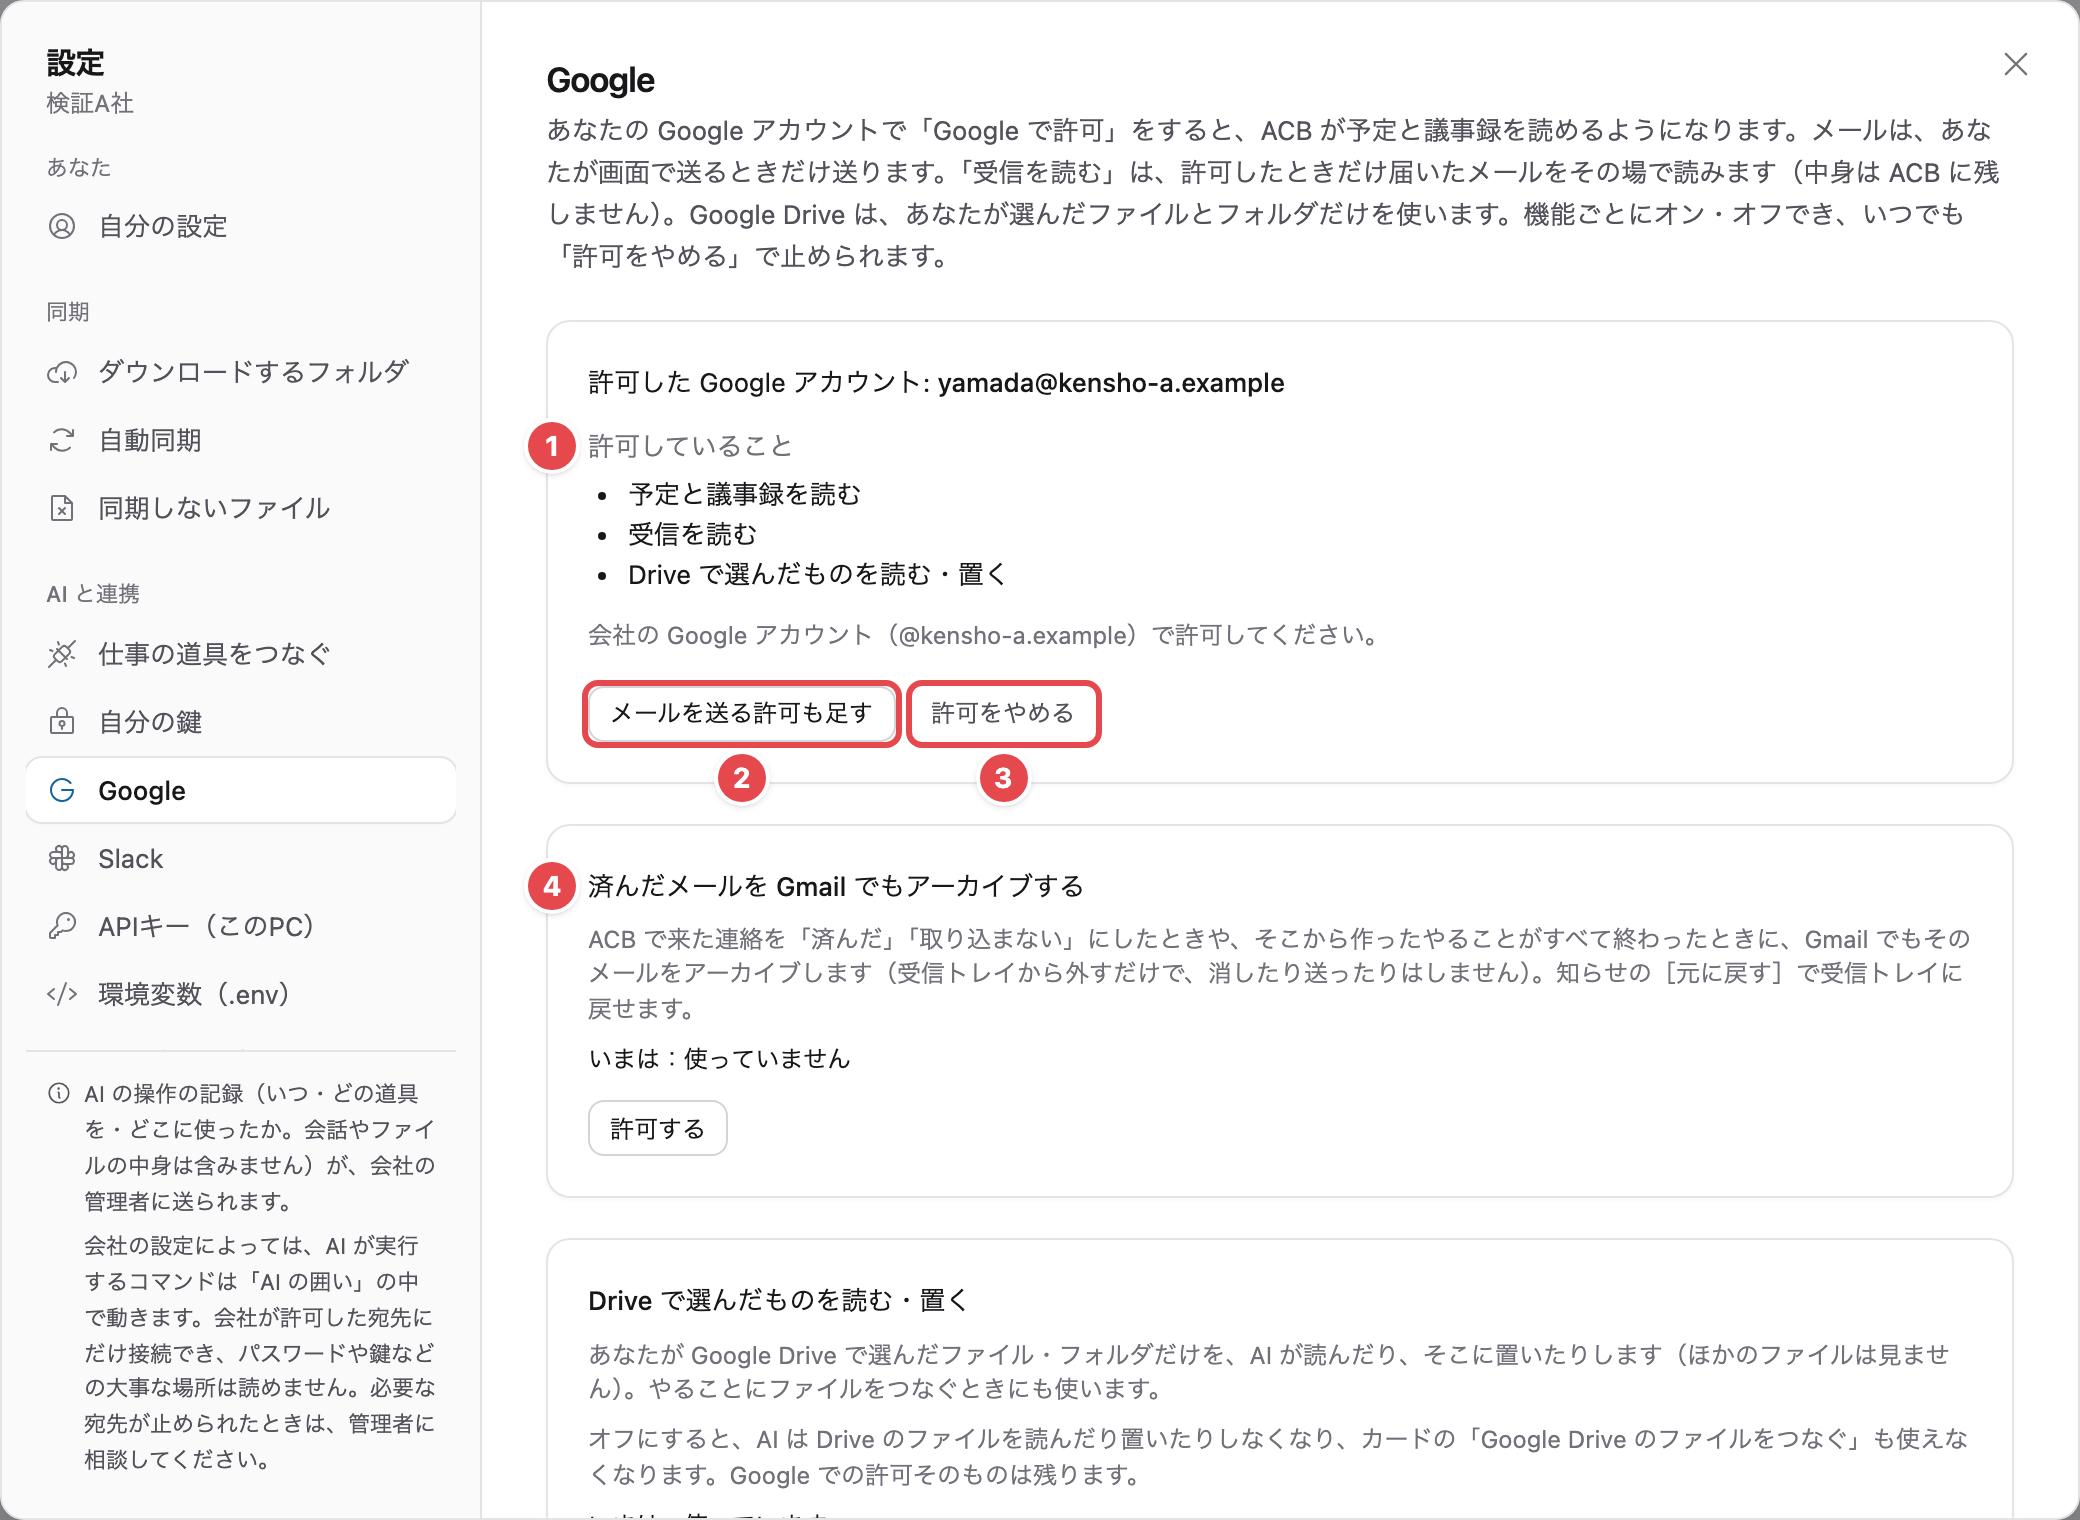 設定
検証A社
あなた
自分の設定
同期
ダウンロードするフォルダ
自動同期
同期しないファイル
AI と連携
仕事の道具をつなぐ
自分の鍵
Google
Slack
APIキー（このPC）
環境変数（.env）
AI の操作の記録（いつ・どの道具
を・どこに使ったか。会話やファイ
ルの中身は含みません）が、会社の
管理者に送られます。
会社の設定によっては、AI が実行
するコマンドは「AI の囲い」の中
で動きます。会社が許可した宛先に
だけ接続でき、パスワードや鍵など
の大事な場所は読めません。必要な
宛先が止められたときは、管理者に
相談してください。
Google
あなたの Google アカウントで「Google で許可」をすると、ACB が予定と議事録を読めるようになります。メールは、あな
たが画面で送るときだけ送ります。「受信を読む」は、許可したときだけ届いたメールをその場で読みます（中身は ACB に残
しません）。Google Drive は、あなたが選んだファイルとフォルダだけを使います。機能ごとにオン・オフでき、いつでも
「許可をやめる」で止められます。
許可した Google アカウント: yamada@kensho-a.example
1 許可していること
• 予定と議事録を読む
• 受信を読む
• Drive で選んだものを読む・置く
会社の Google アカウント（@kensho-a.example）で許可してください。
メールを送る許可も足す 許可をやめる
2 3
4 済んだメールを Gmail でもアーカイブする
ACB で来た連絡を「済んだ」「取り込まない」にしたときや、そこから作ったやることがすべて終わったときに、Gmail でもその
メールをアーカイブします（受信トレイから外すだけで、消したり送ったりはしません）。知らせの［元に戻す］で受信トレイに
戻せます。
いまは：使っていません
許可する
Drive で選んだものを読む・置く
あなたが Google Drive で選んだファイル・フォルダだけを、AI が読んだり、そこに置いたりします（ほかのファイルは見ませ
ん）。やることにファイルをつなぐときにも使います。
オフにすると、AI は Drive のファイルを読んだり置いたりしなくなり、カードの「Google Drive のファイルをつなぐ」も使えな
くなります。Google での許可そのものは残ります。